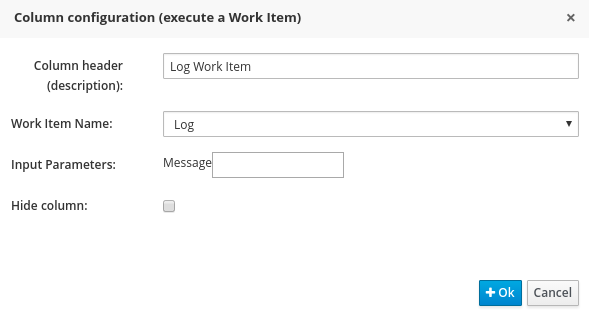 Column configuration (execute a Work Item) ×
Column header
(description):
Log Work Item
Work Item Name:
Log
Input Parameters:
Message
Hide column:
Ok
Cancel